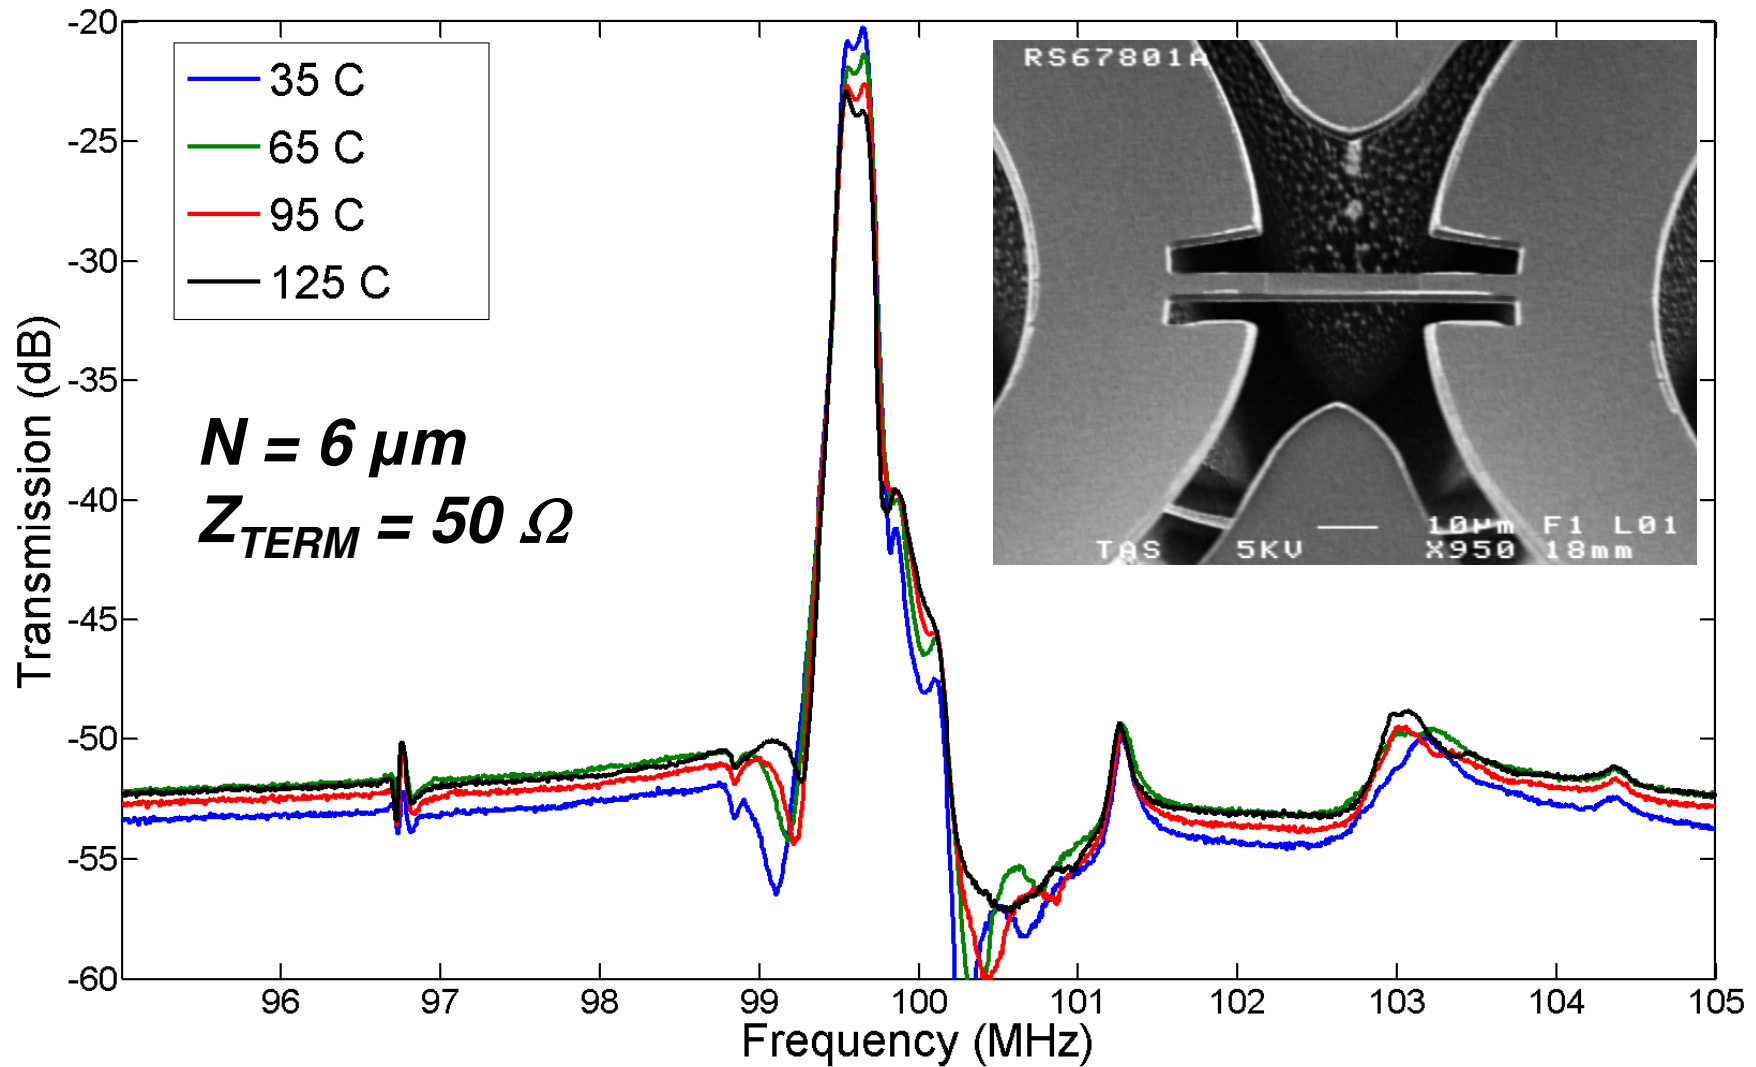 -20
-25
-30
-35
-40
-45
-50
-55
-60
Transmission (dB)
35 C
65 C
95 C
125 C
N = 6 µm
Z_TERM = 50 Ω
RS67801A
10µm F1 L01
TAS 5KV X950 18mm
96 97 98 99 100 101 102 103 104 105
Frequency (MHz)